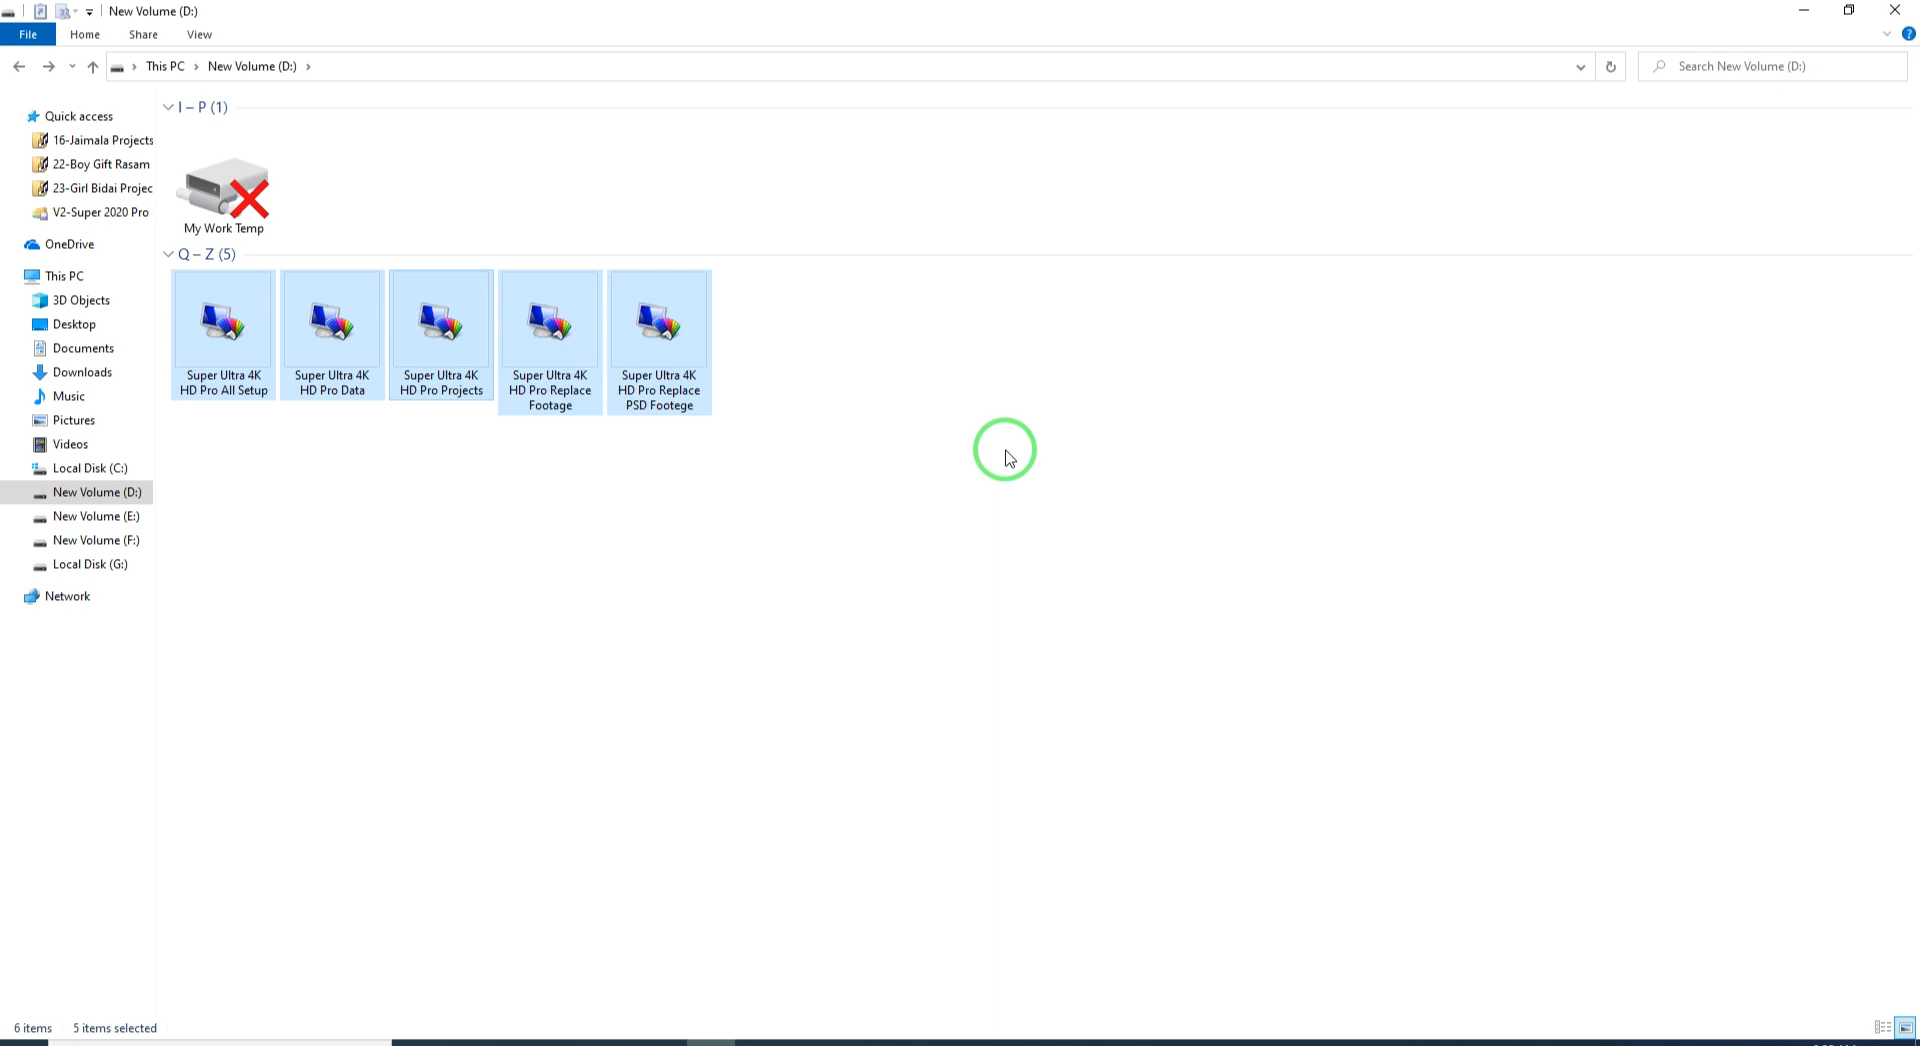 New Volume (D:)
File Home Share View
This PC New Volume (D:)
Search New Volume (D:)
Quick access
16-Jaimala Projects
22-Boy Gift Rasam
23-Girl Bidai Projec
V2-Super 2020 Pro
OneDrive
This PC
3D Objects
Desktop
Documents
Downloads
Music
Pictures
Videos
Local Disk (C:)
New Volume (D:)
New Volume (E:)
New Volume (F:)
Local Disk (G:)
Network
I – P (1)
My Work Temp
Q – Z (5)
Super Ultra 4K
HD Pro All Setup
Super Ultra 4K
HD Pro Data
Super Ultra 4K
HD Pro Projects
Super Ultra 4K
HD Pro Replace
Footage
Super Ultra 4K
HD Pro Replace
PSD Footege
6 items 5 items selected